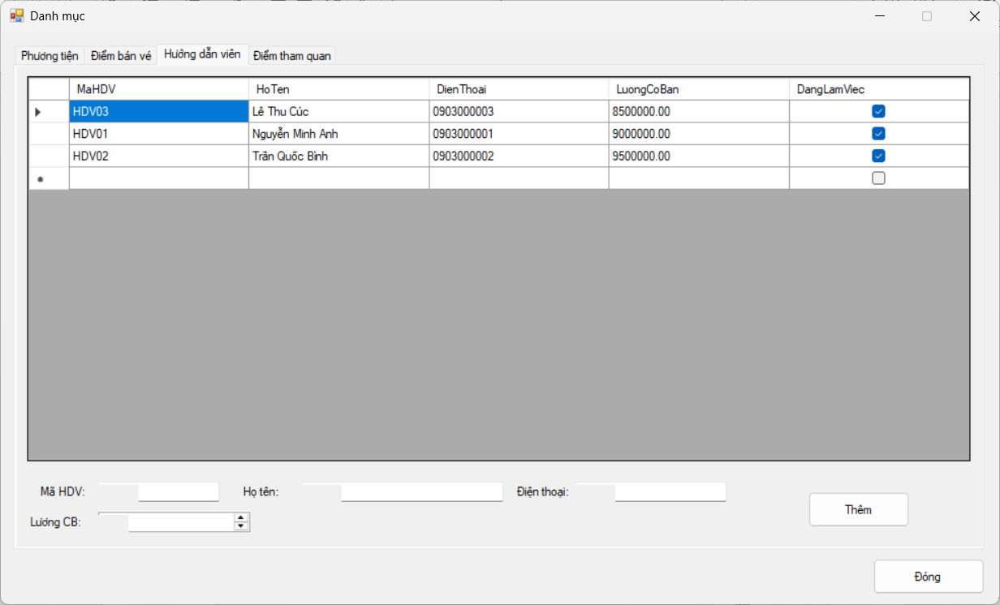 Danh mục
Phương tiện Điểm bán vé Hướng dẫn viên Điểm tham quan
MaHDV HoTen DienThoai LuongCoBan DangLamViec
HDV03 Lê Thu Cúc 0903000003 8500000.00
HDV01 Nguyễn Minh Anh 0903000001 9000000.00
HDV02 Trần Quốc Bình 0903000002 9500000.00
Mã HDV: Họ tên: Điện thoại:
Thêm
Lương CB:
Đóng